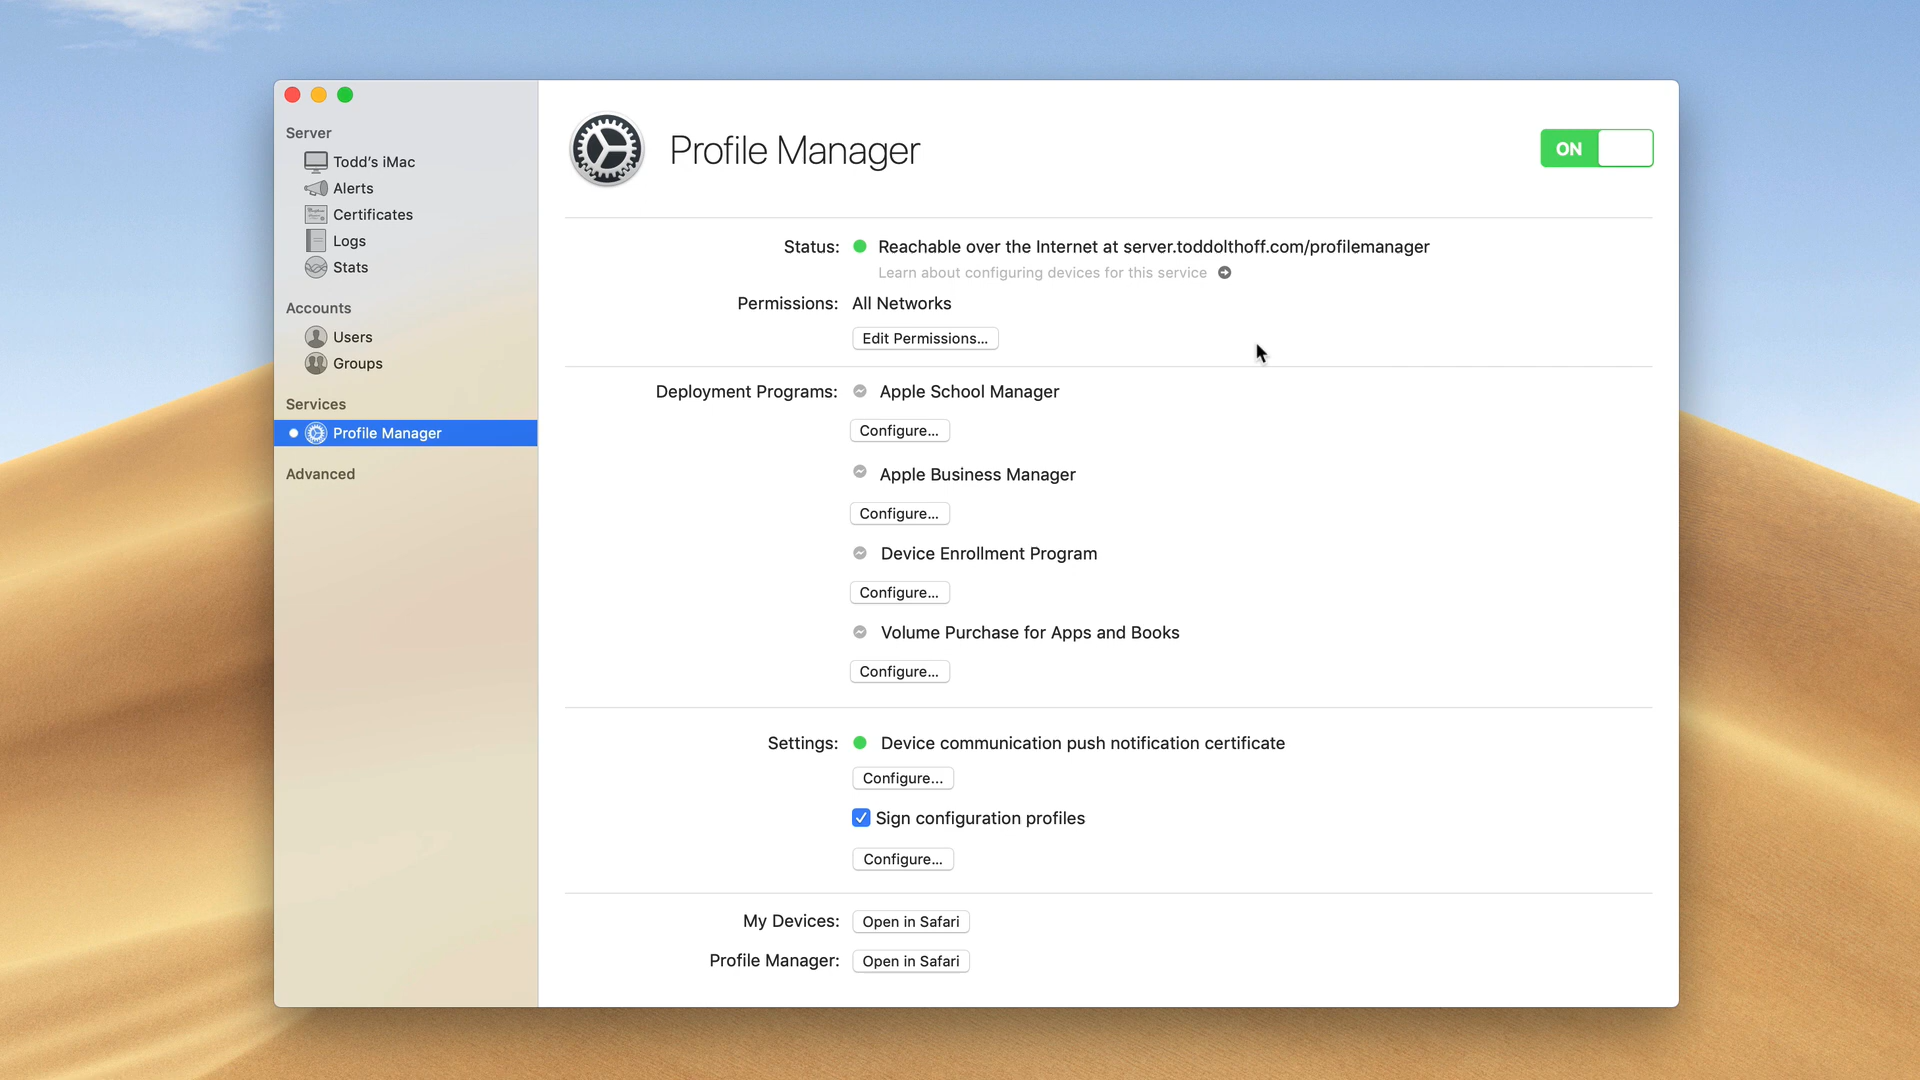 Server
Todd's iMac
Alerts
Certificates
Logs
Stats
Accounts
Users
Groups
Services
Profile Manager
Advanced
Profile Manager
ON
Status: Reachable over the Internet at server.toddolthoff.com/profilemanager
Learn about configuring devices for this service
Permissions: All Networks
Edit Permissions...
Deployment Programs: Apple School Manager
Configure...
Apple Business Manager
Configure...
Device Enrollment Program
Configure...
Volume Purchase for Apps and Books
Configure...
Settings: Device communication push notification certificate
Configure...
Sign configuration profiles
Configure...
My Devices: Open in Safari
Profile Manager: Open in Safari